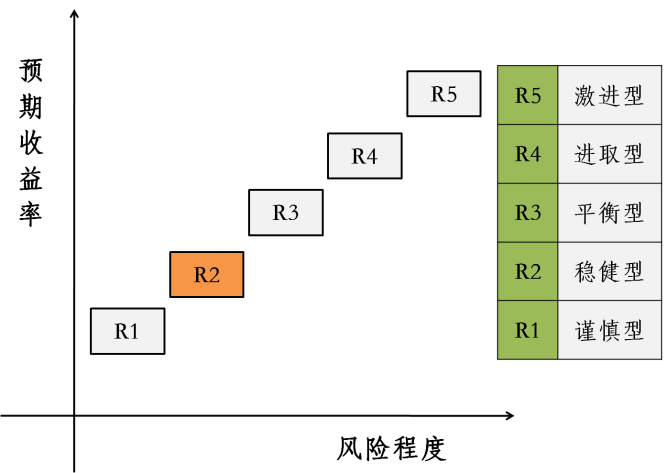 预期收益率
R5
R4
R3
R2
R1
风险程度
R5 激进型
R4 进取型
R3 平衡型
R2 稳健型
R1 谨慎型